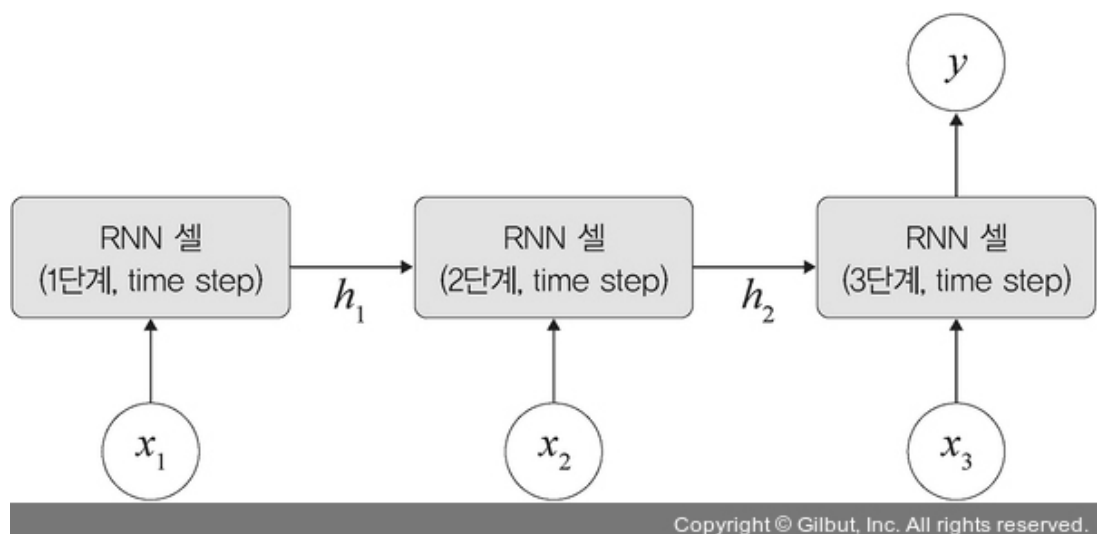 y
RNN 셀
(1단계, time step)
h₁
RNN 셀
(2단계, time step)
h₂
RNN 셀
(3단계, time step)
x₁
x₂
x₃
Copyright © Gilbut, Inc. All rights reserved.